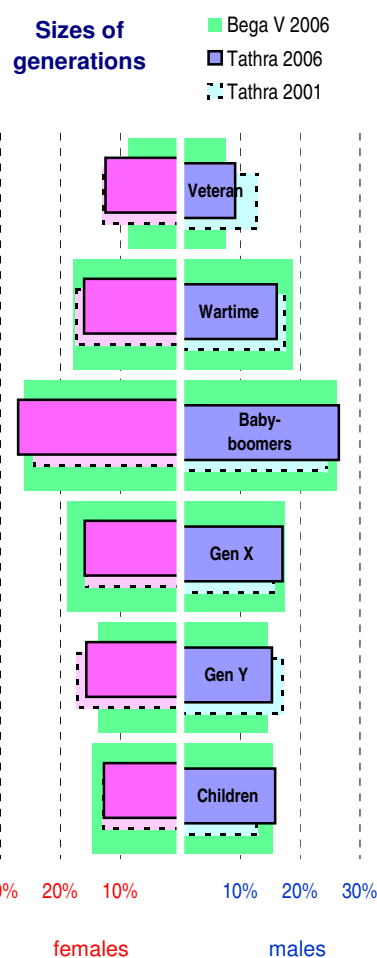 Sizes of
generations
Bega V 2006
Tathra 2006
Tathra 2001
Veteran
Wartime
Baby-
boomers
Gen X
Gen Y
Children
0% 20% 10% 10% 20% 30%
females males